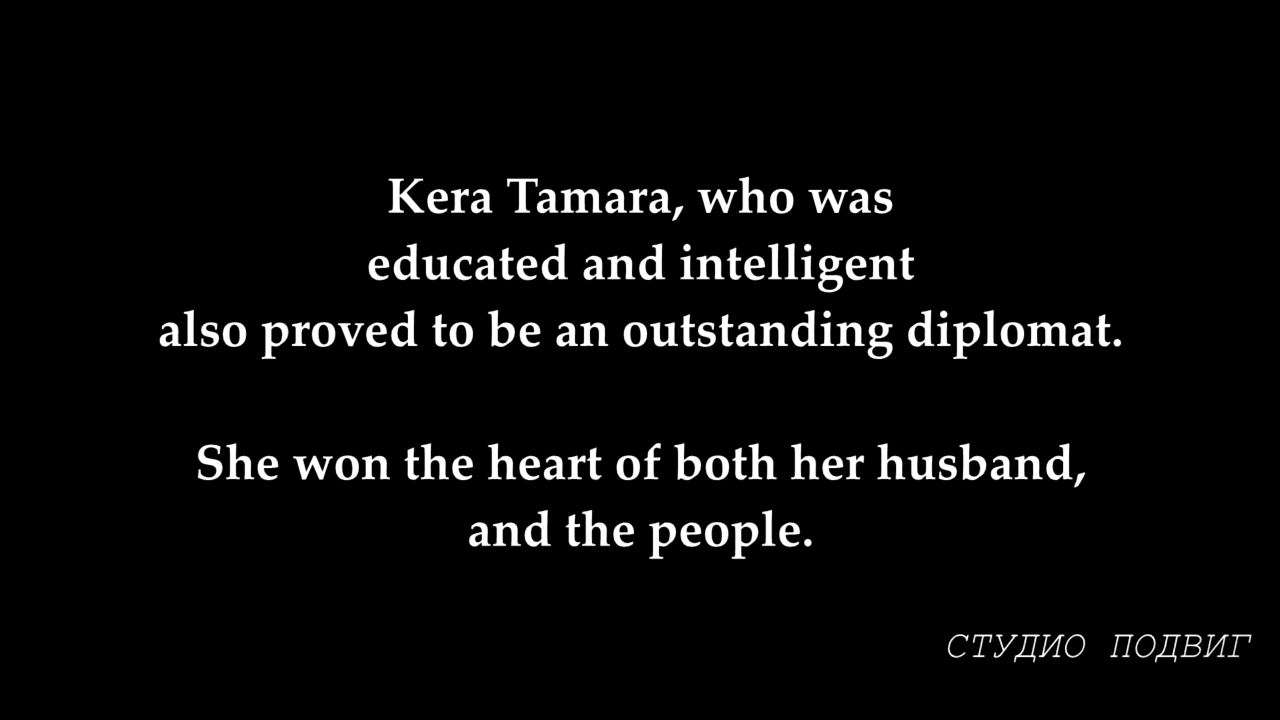 Kera Tamara, who was
educated and intelligent
also proved to be an outstanding diplomat.
She won the heart of both her husband,
and the people.
СТУДИО ПОДВИГ